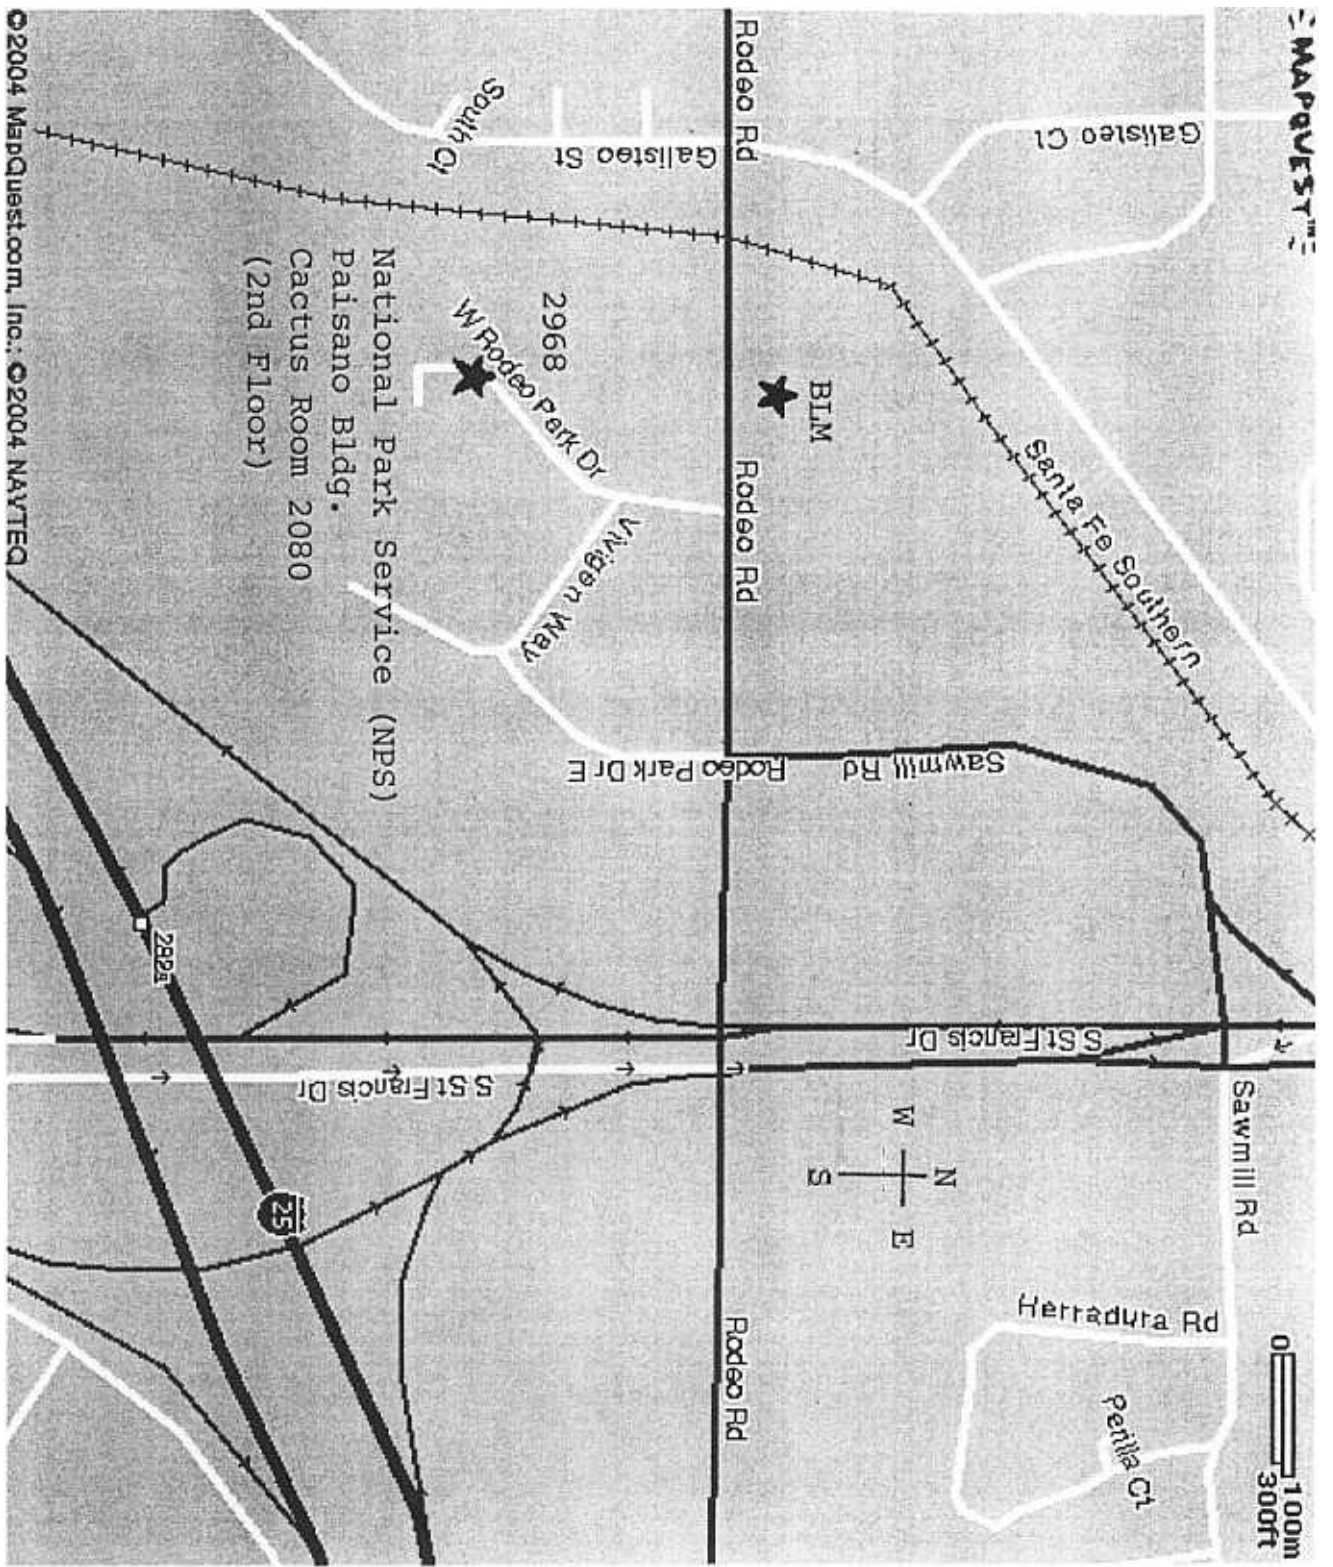 MAPQUEST™
0 100m
300ft
Galisteo Ct
Sawmill Rd
Herradura Rd
Perilla Ct
Santa Fe Southern
Sawmill Rd
S St Francis Dr
N
W E
S
BLM
Rodeo Rd
Rodeo Rd
Rodeo Rd
Galisteo St
South Ct
Rodeo Park Dr E
2968
W Rodeo Park Dr
Vivigen Way
S St Francis Dr
National Park Service (NPS)
Paisano Bldg.
Cactus Room 2080
(2nd Floor)
25
©2004 MapQuest.com, Inc.; ©2004 NAVTEQ